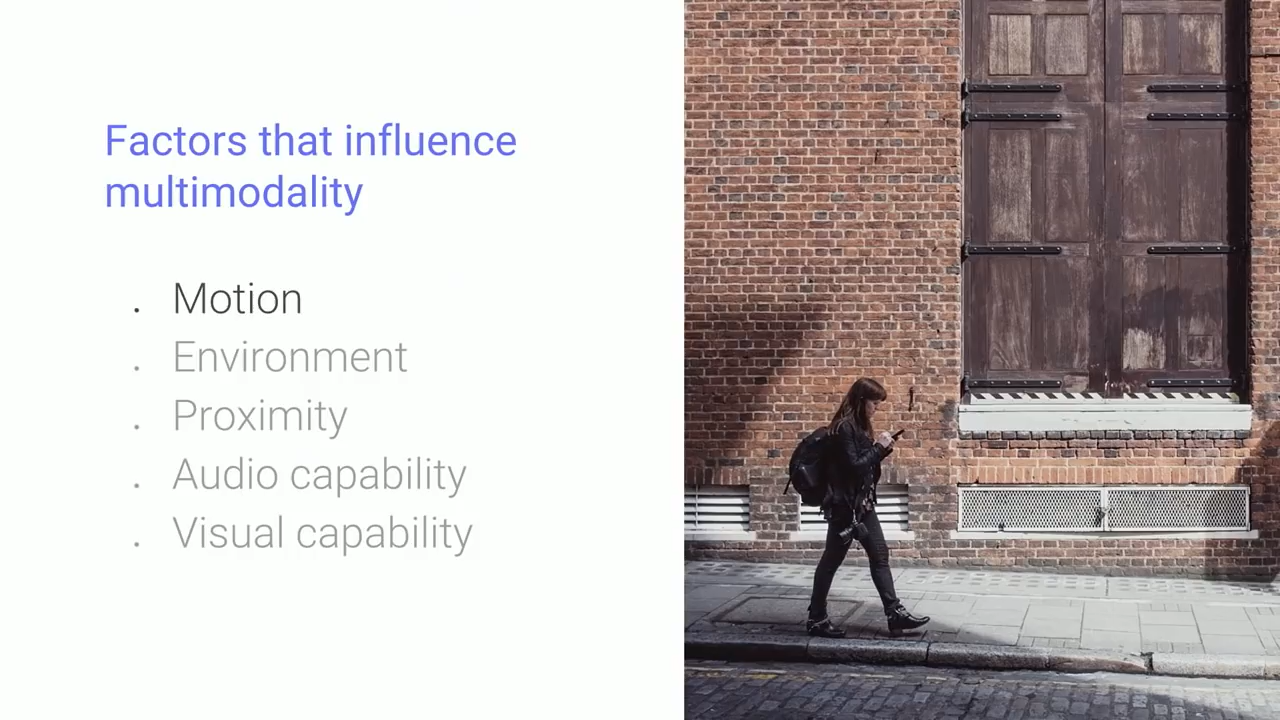 Factors that influence
multimodality
. Motion
. Environment
. Proximity
. Audio capability
. Visual capability